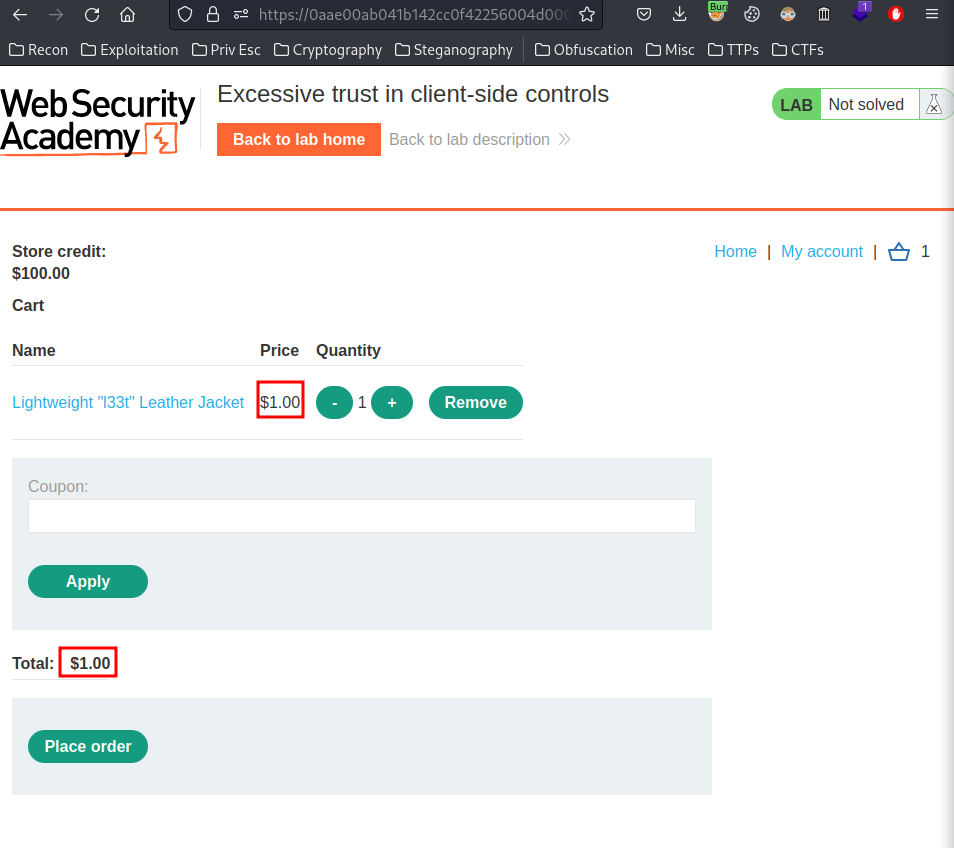 Bur
1
https://0aae00ab041b142cc0f42256004d000
Recon Exploitation Priv Esc Cryptography Steganography Obfuscation Misc TTPs CTFs
Web Security
Academy
Excessive trust in client-side controls
LAB Not solved
Back to lab home Back to lab description
Store credit:
$100.00
Home | My account | 1
Cart
Name Price Quantity
Lightweight "l33t" Leather Jacket $1.00 - 1 + Remove
Coupon:
Apply
Total: $1.00
Place order